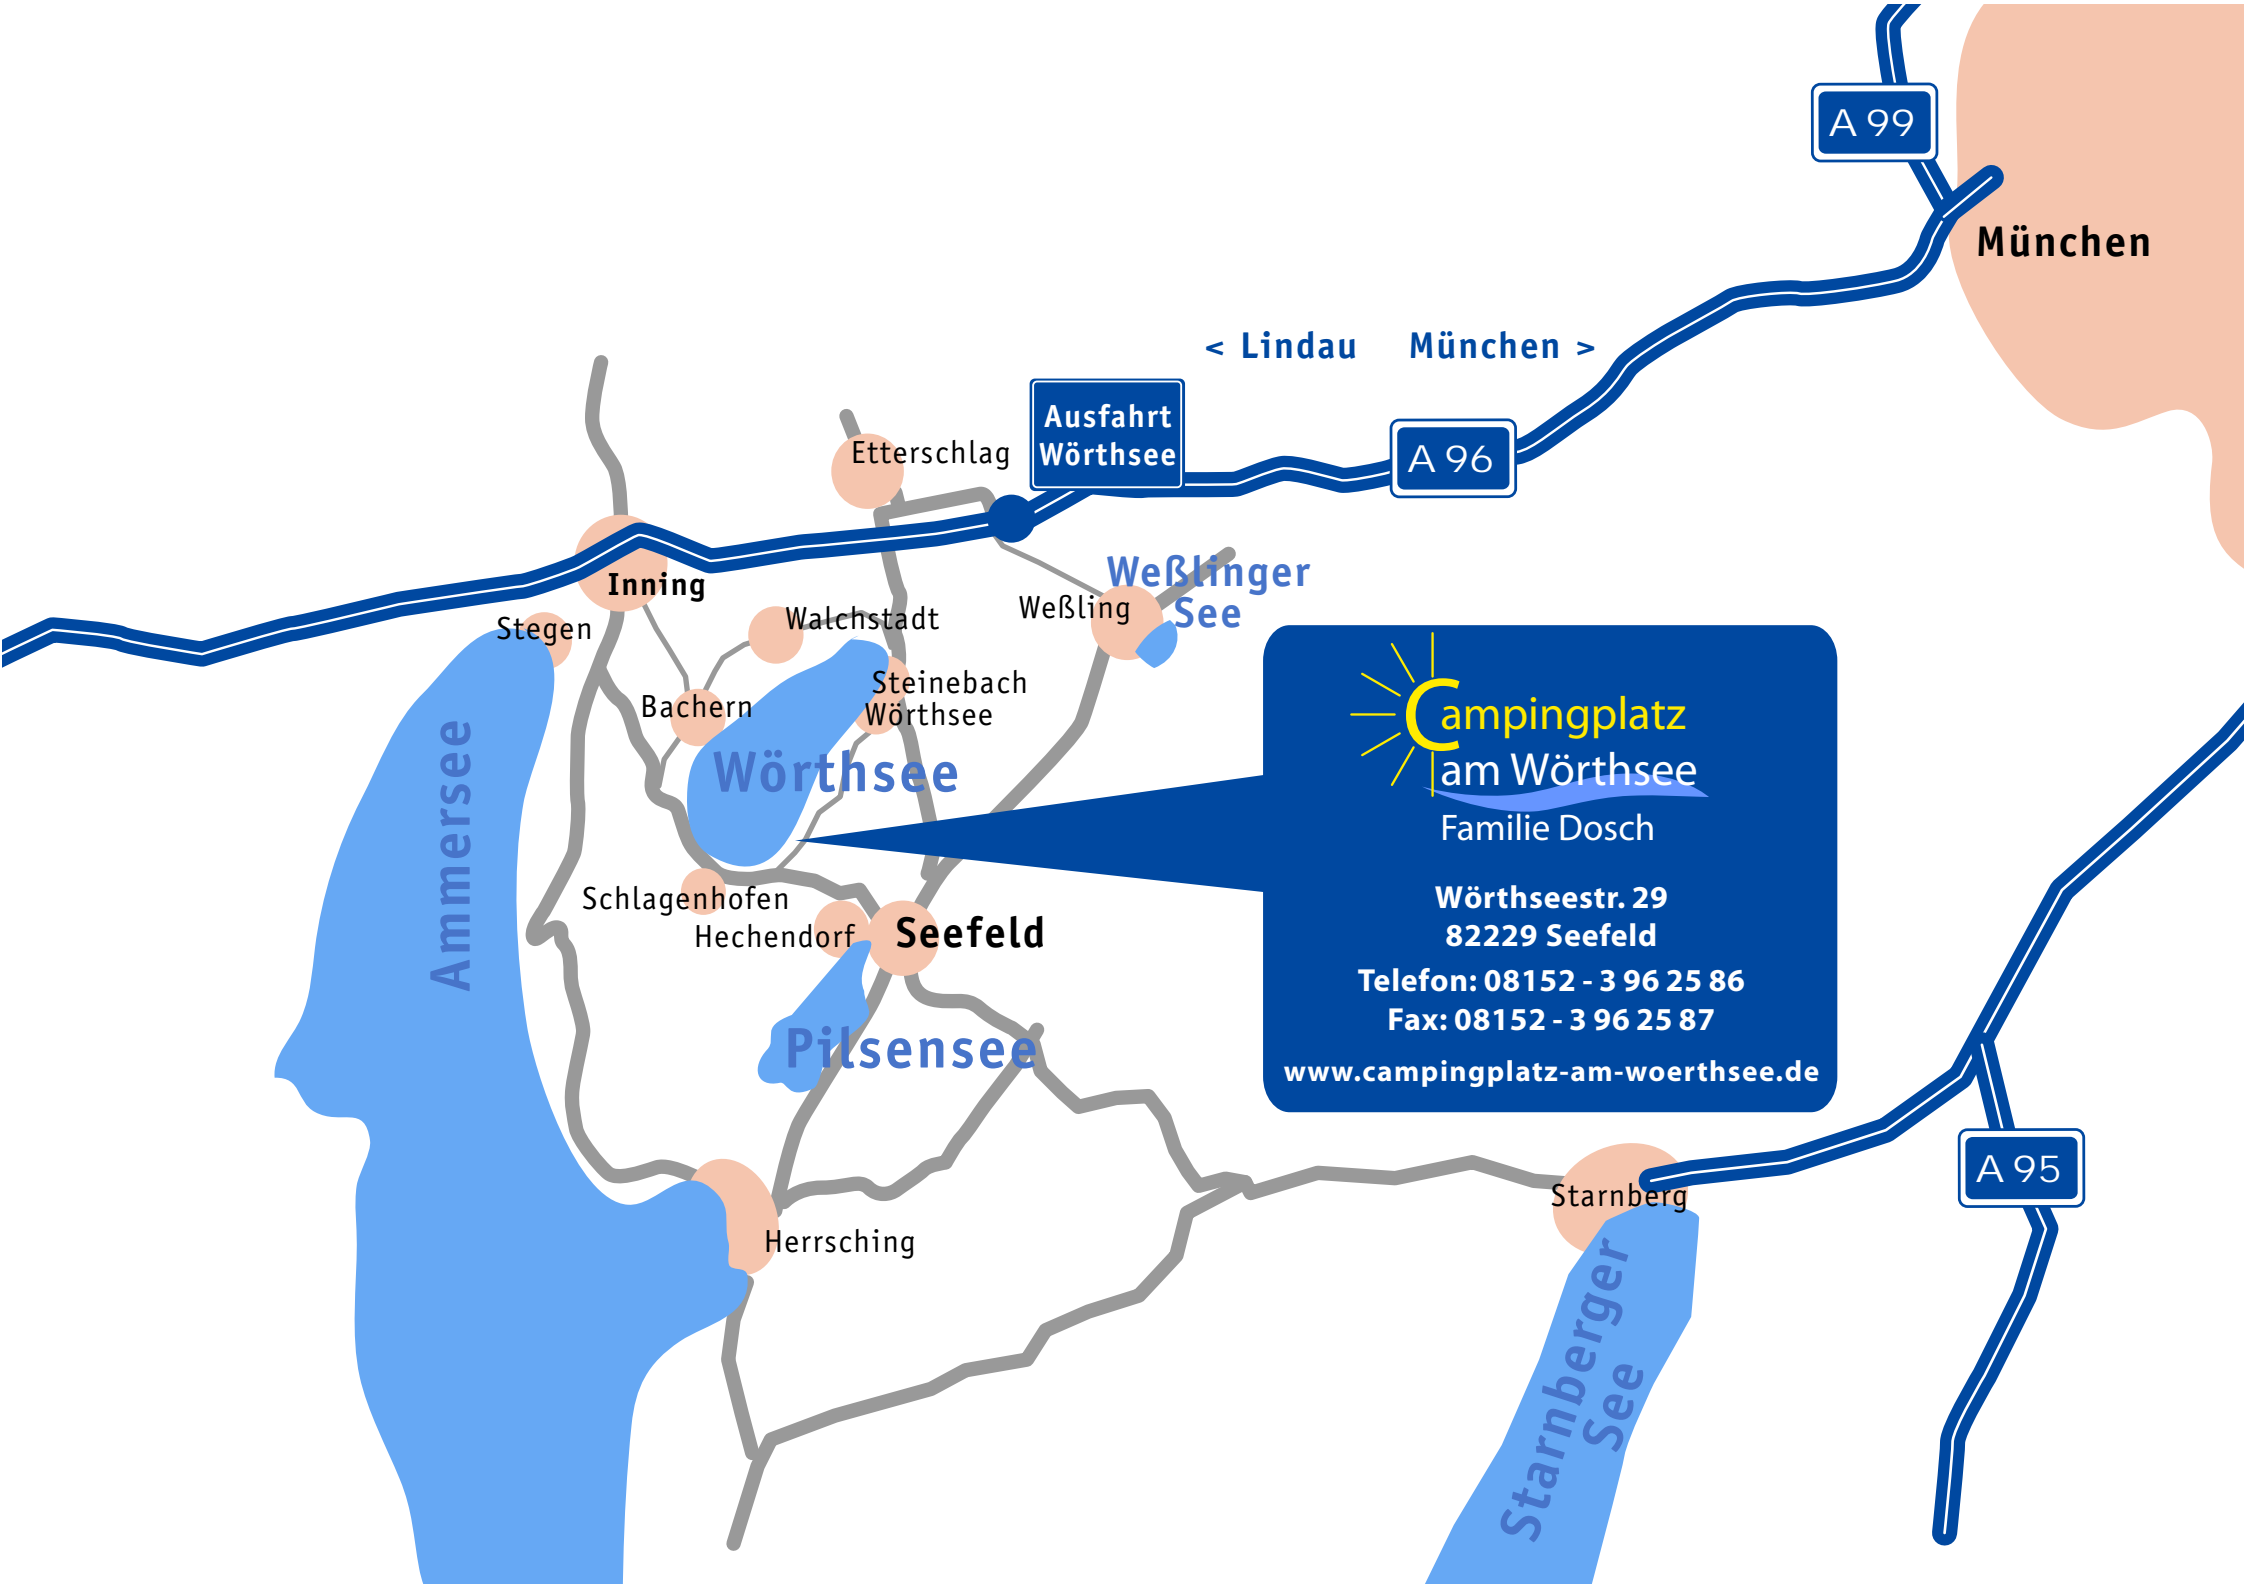 A 99
München
< Lindau München >
Ausfahrt
Wörthsee
A 96
Etterschlag
Inning
Weßlinger
See
Weßling
Stegen
Walchstadt
Bachern
Steinebach
Wörthsee
Wörthsee
Ammersee
Schlagenhofen
Hechendorf
Seefeld
Pilsensee
Herrsching
Campingplatz
am Wörthsee
Familie Dosch
Wörthseestr. 29
82229 Seefeld
Telefon: 08152 - 3 96 25 86
Fax: 08152 - 3 96 25 87
www.campingplatz-am-woerthsee.de
A 95
Starnberg
Starnberger
See